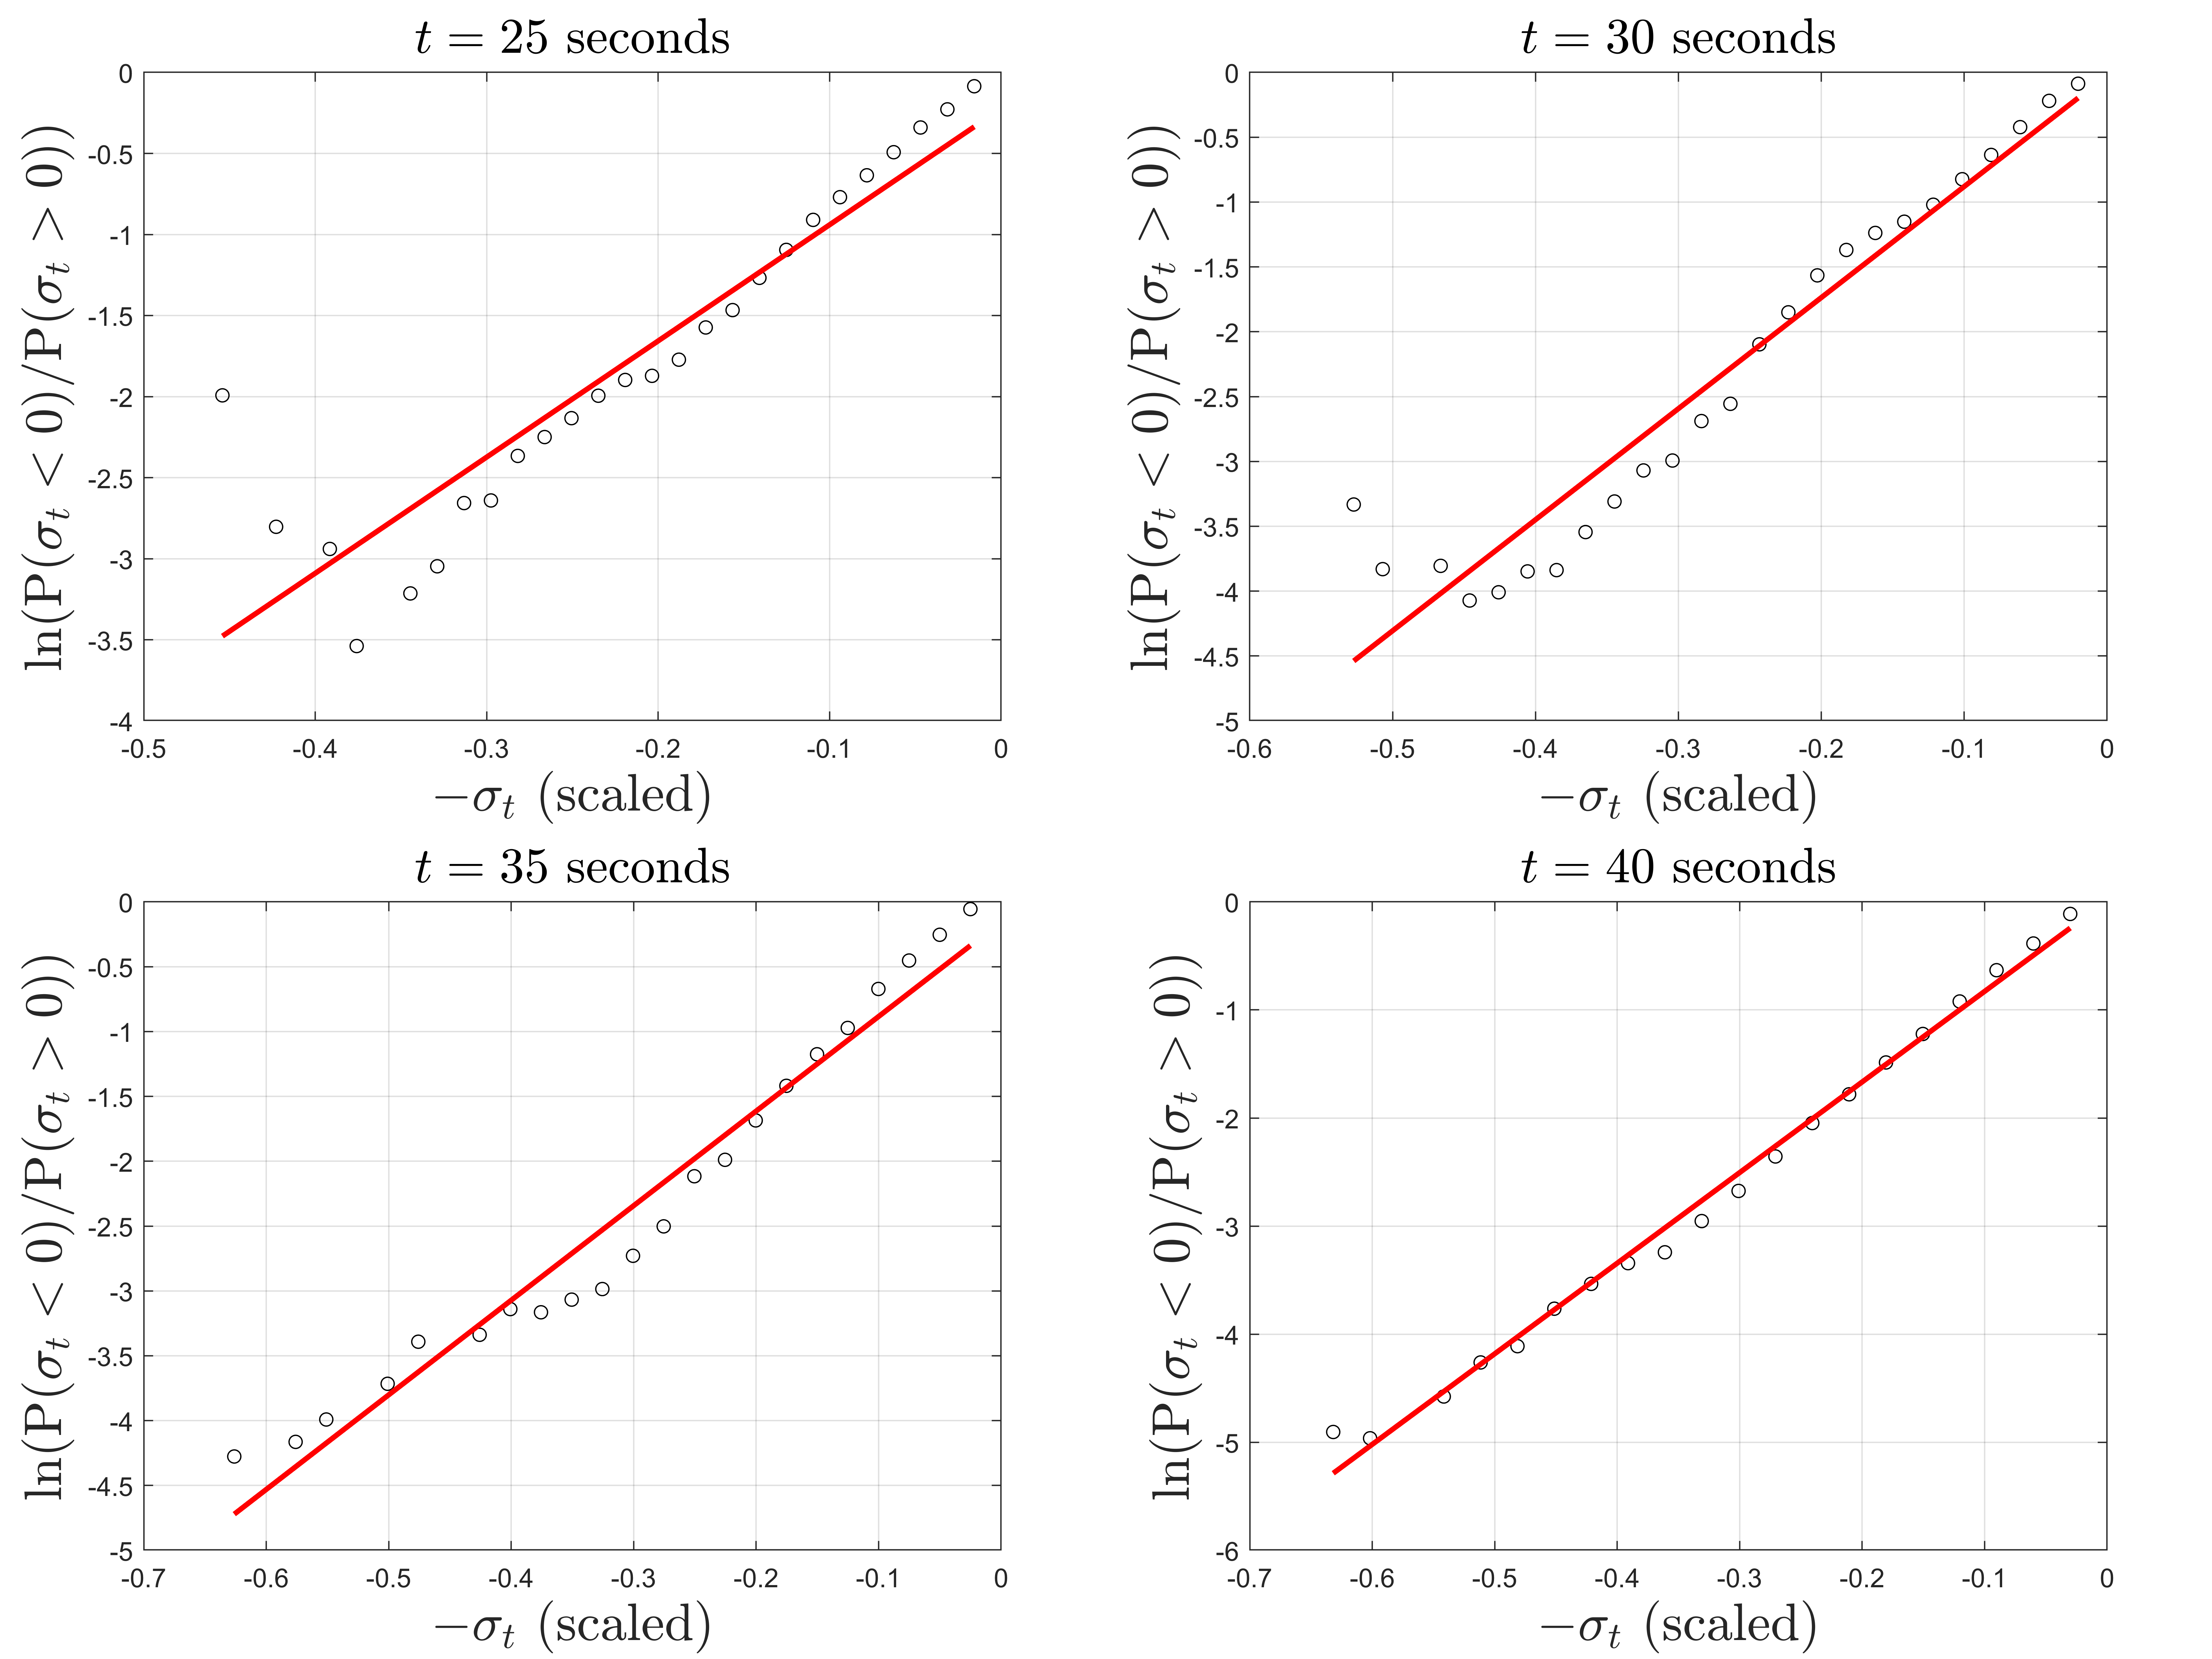 t = 25 seconds
ln(P(σₜ < 0)/P(σₜ > 0))
0
-0.5
-1
-1.5
-2
-2.5
-3
-3.5
-4
-0.5 -0.4 -0.3 -0.2 -0.1 0
−σₜ (scaled)
t = 30 seconds
ln(P(σₜ < 0)/P(σₜ > 0))
0
-0.5
-1
-1.5
-2
-2.5
-3
-3.5
-4
-4.5
-5
-0.6 -0.5 -0.4 -0.3 -0.2 -0.1 0
−σₜ (scaled)
t = 35 seconds
ln(P(σₜ < 0)/P(σₜ > 0))
0
-0.5
-1
-1.5
-2
-2.5
-3
-3.5
-4
-4.5
-5
-0.7 -0.6 -0.5 -0.4 -0.3 -0.2 -0.1 0
−σₜ (scaled)
t = 40 seconds
ln(P(σₜ < 0)/P(σₜ > 0))
0
-1
-2
-3
-4
-5
-6
-0.7 -0.6 -0.5 -0.4 -0.3 -0.2 -0.1 0
−σₜ (scaled)